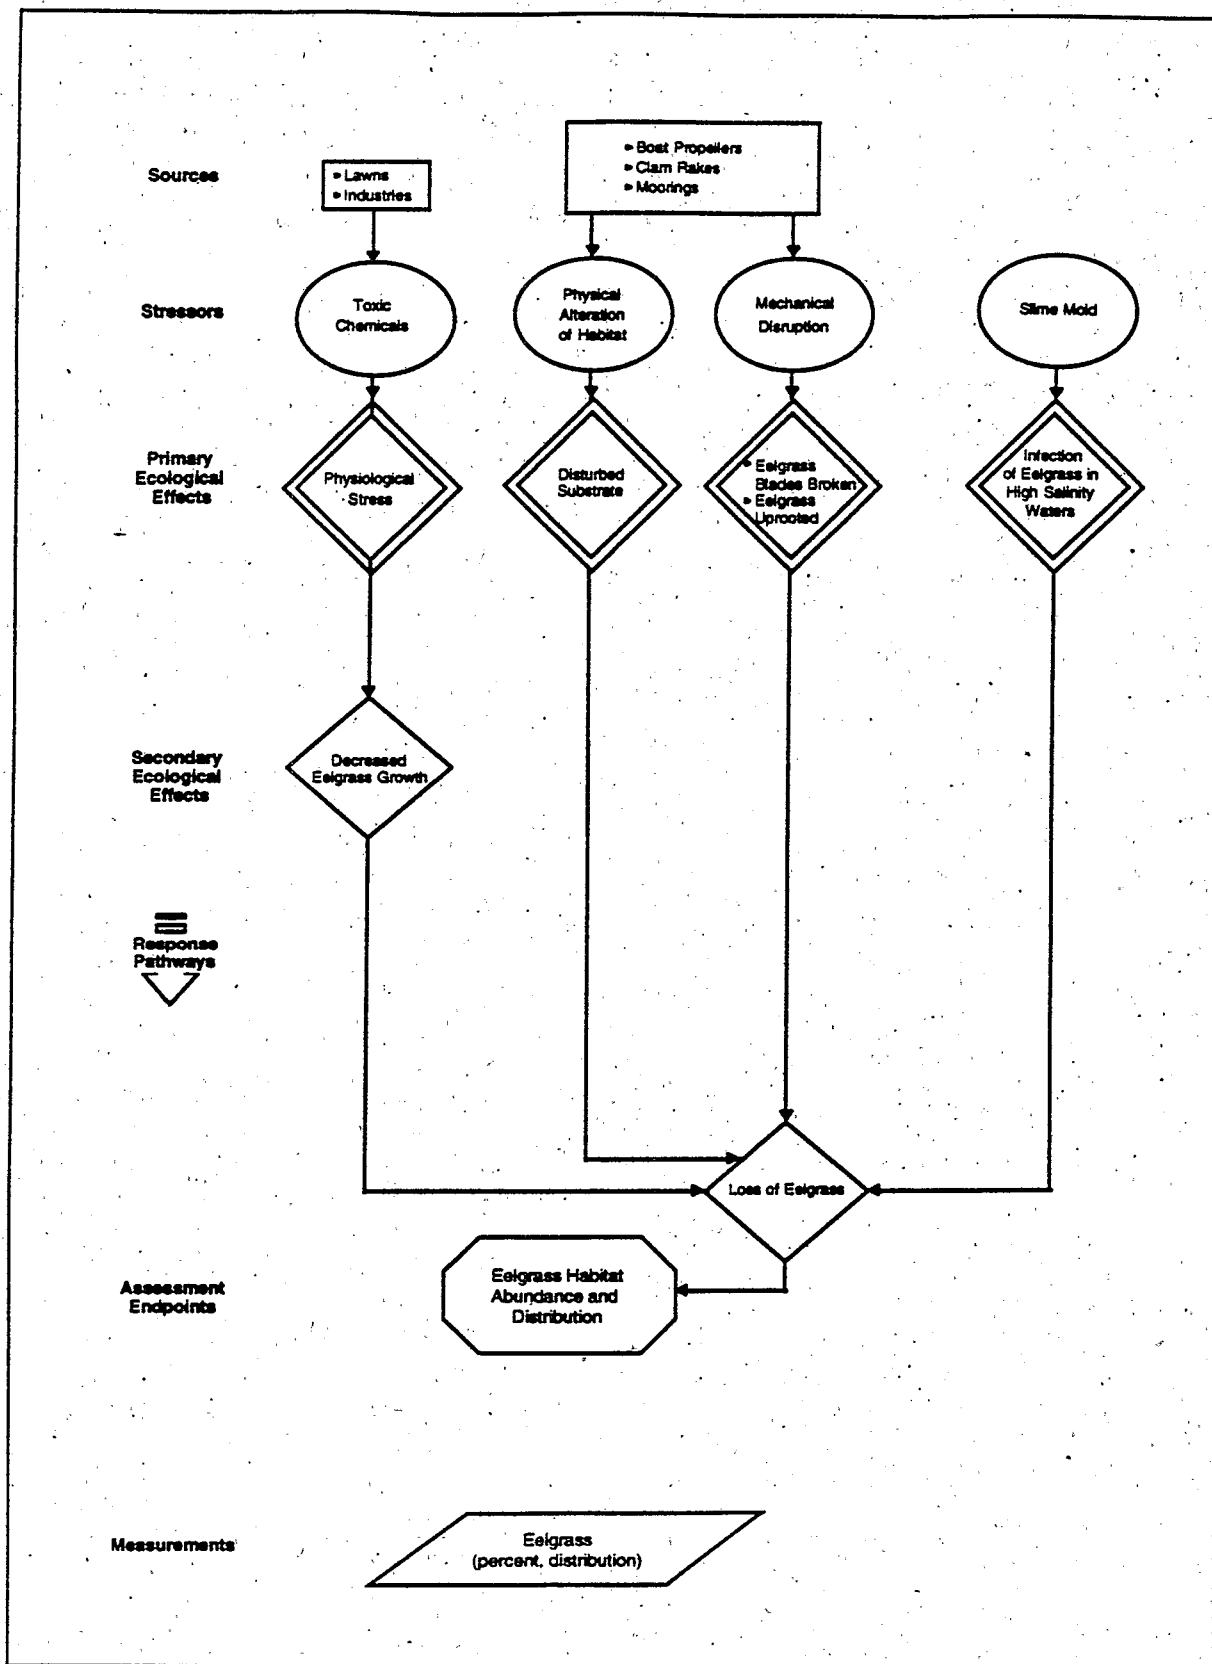 Sources
▸ Lawns
▸ Industries
▸ Boat Propellers
▸ Clam Rakes
▸ Moorings
Stressors
Toxic
Chemicals
Physical
Alteration
of Habitat
Mechanical
Disruption
Slime Mold
Primary
Ecological
Effects
Physiological
Stress
Disturbed
Substrate
▸ Eelgrass
Blades Broken
▸ Eelgrass
Uprooted
Infection
of Eelgrass in
High Salinity
Waters
Secondary
Ecological
Effects
Decreased
Eelgrass Growth
Response
Pathways
Loss of Eelgrass
Assessment
Endpoints
Eelgrass Habitat
Abundance and
Distribution
Measurements
Eelgrass
(percent, distribution)